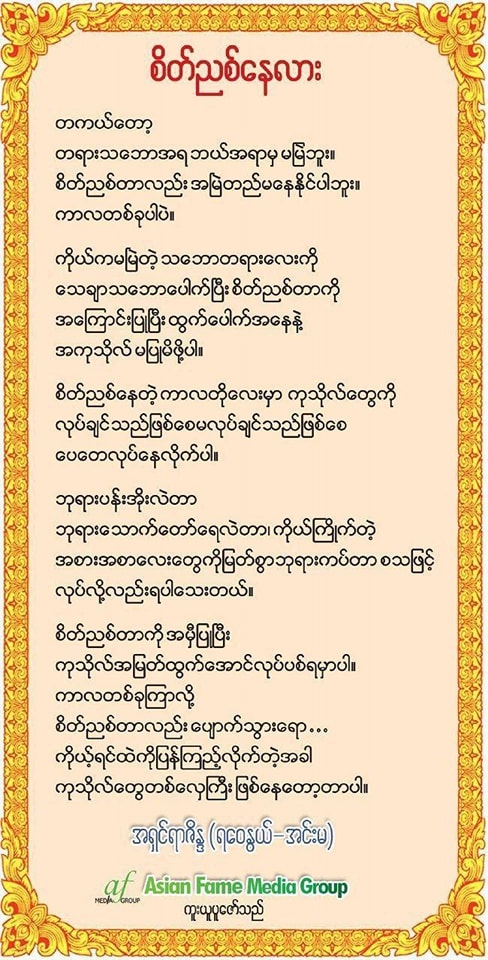 စိတ်ညစ်နေလား
တကယ်တော့
တရားသဘောအရ ဘယ်အရာမှ မမြဲဘူး။
စိတ်ညစ်တာလည်း အမြဲတည်မနေနိုင်ပါဘူး။
ကာလတစ်ခုပါပဲ။
ကိုယ်ကမမြဲတဲ့ သဘောတရားလေးကို
သေချာသဘောပေါက်ပြီး စိတ်ညစ်တာကို
အကြောင်းပြုပြီး ထွက်ပေါက်အနေနဲ့
အကုသိုလ် မပြုမိဖို့ပါ။
စိတ်ညစ်နေတဲ့ ကာလတိုလေးမှာ ကုသိုလ်တွေကို
လုပ်ချင်သည်ဖြစ်စေမလုပ်ချင်သည်ဖြစ်စေ
ပေတေလုပ်နေလိုက်ပါ။
ဘုရားပန်းအိုးလဲတာ
ဘုရားသောက်တော်ရေလဲတာ၊ ကိုယ်ကြိုက်တဲ့
အစားအစာလေးတွေကိုမြတ်စွာဘုရားကပ်တာ စသဖြင့်
လုပ်လို့လည်းရပါသေးတယ်။
စိတ်ညစ်တာကို အမှီပြုပြီး
ကုသိုလ်အမြတ်ထွက်အောင်လုပ်ပစ်ရမှာပါ။
ကာလတစ်ခုကြာလို့
စိတ်ညစ်တာလည်း ပျောက်သွားရော...
ကိုယ့်ရင်ထဲကိုပြန်ကြည့်လိုက်တဲ့အခါ
ကုသိုလ်တွေတစ်လှေကြီး ဖြစ်နေတော့တာပါ။
အရှင်ရာဇိန္ဒ (ရဝေနွယ်-အင်းမ)
af Asian Fame Media Group
MEDIA GROUP
ကူးယူပူဇော်သည်